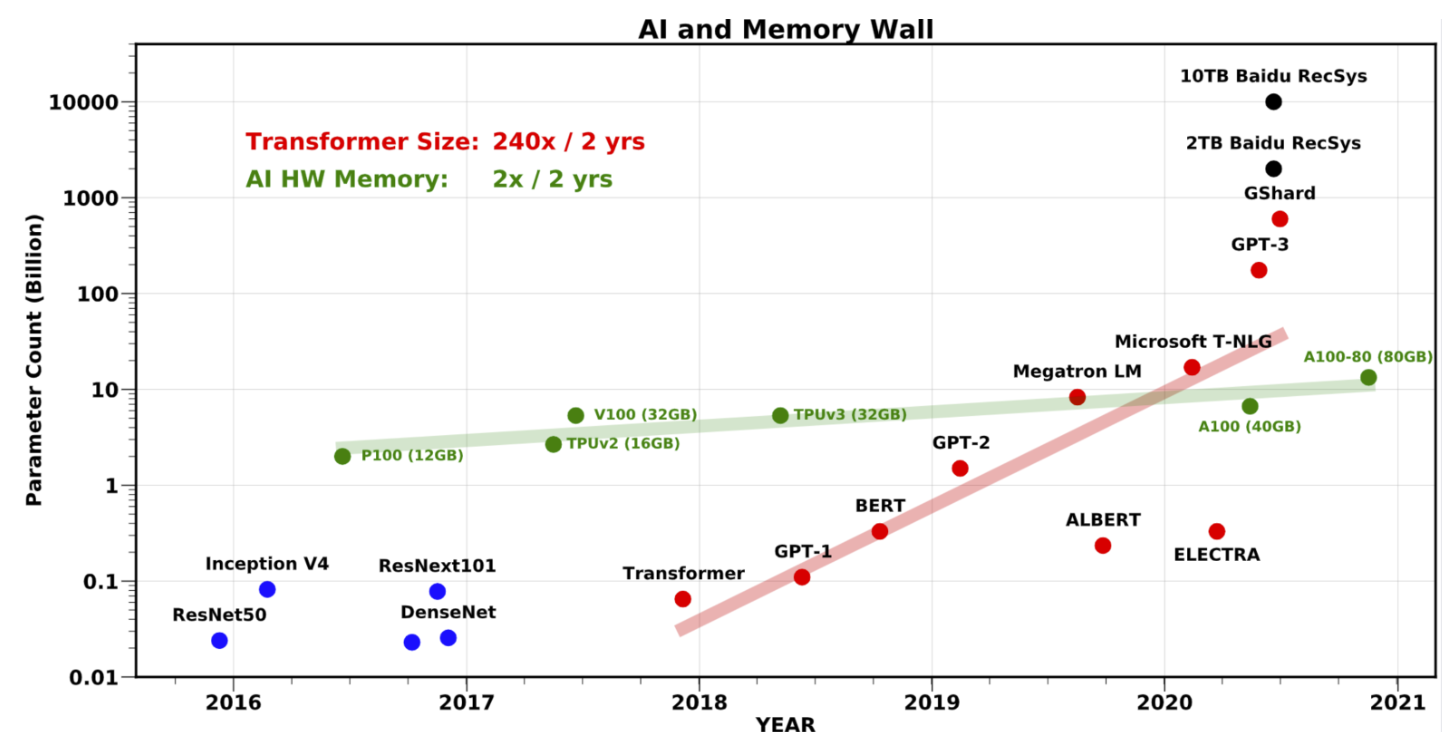 AI and Memory Wall
Transformer Size: 240x / 2 yrs
AI HW Memory: 2x / 2 yrs
10TB Baidu RecSys
2TB Baidu RecSys
GShard
GPT-3
Microsoft T-NLG
A100-80 (80GB)
Megatron LM
V100 (32GB)
TPUv3 (32GB)
A100 (40GB)
TPUv2 (16GB)
GPT-2
P100 (12GB)
BERT
ALBERT
GPT-1
ELECTRA
Inception V4
ResNext101
Transformer
ResNet50
DenseNet
Parameter Count (Billion)
10000
1000
100
10
1
0.1
0.01
2016 2017 2018 2019 2020 2021
YEAR